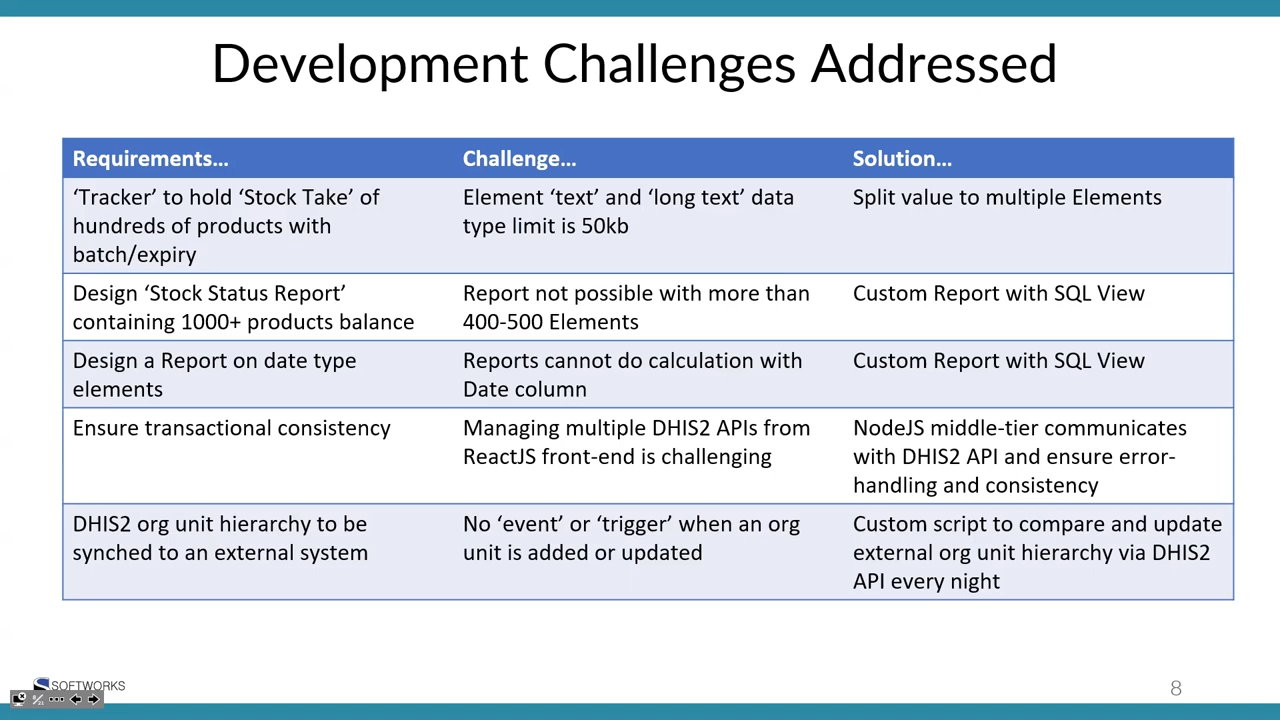 Development Challenges Addressed
Requirements... Challenge... Solution...
‘Tracker’ to hold ‘Stock Take’ of
hundreds of products with
batch/expiry
Element ‘text’ and ‘long text’ data
type limit is 50kb
Split value to multiple Elements
Design ‘Stock Status Report’
containing 1000+ products balance
Report not possible with more than
400-500 Elements
Custom Report with SQL View
Design a Report on date type
elements
Reports cannot do calculation with
Date column
Custom Report with SQL View
Ensure transactional consistency
Managing multiple DHIS2 APIs from
ReactJS front-end is challenging
NodeJS middle-tier communicates
with DHIS2 API and ensure error-
handling and consistency
DHIS2 org unit hierarchy to be
synched to an external system
No ‘event’ or ‘trigger’ when an org
unit is added or updated
Custom script to compare and update
external org unit hierarchy via DHIS2
API every night
SOFTWORKS
8